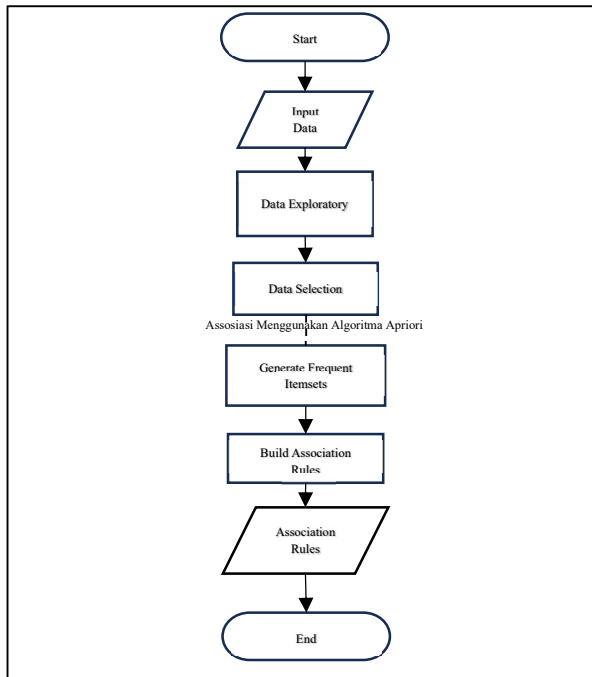 Start
Input
Data
Data Exploratory
Data Selection
Assosiasi Menggunakan Algoritma Apriori
Generate Frequent
Itemsets
Build Association
Rules
Association
Rules
End